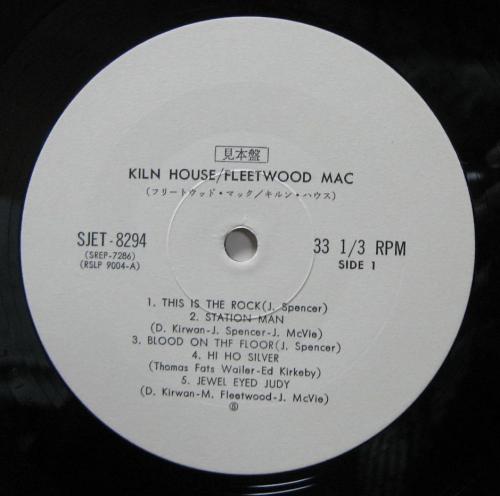 見本盤
KILN HOUSE/FLEETWOOD MAC
(フリートウッド・マック/キルン・ハウス)
SJET-8294
(SREP-7286)
(RSLP 9004-A)
33 1/3 RPM
SIDE 1
1. THIS IS THE ROCK(J. Spencer)
2. STATION MAN
(D. Kirwan-J. Spencer-J. McVie)
3. BLOOD ON THF FLOOR(J. Spencer)
4. HI HO SILVER
(Thomas Fats Wailer-Ed Kirkeby)
5. JEWEL EYED JUDY
(D. Kirwan-M. Fleetwood-J. McVie)
Ⓢ